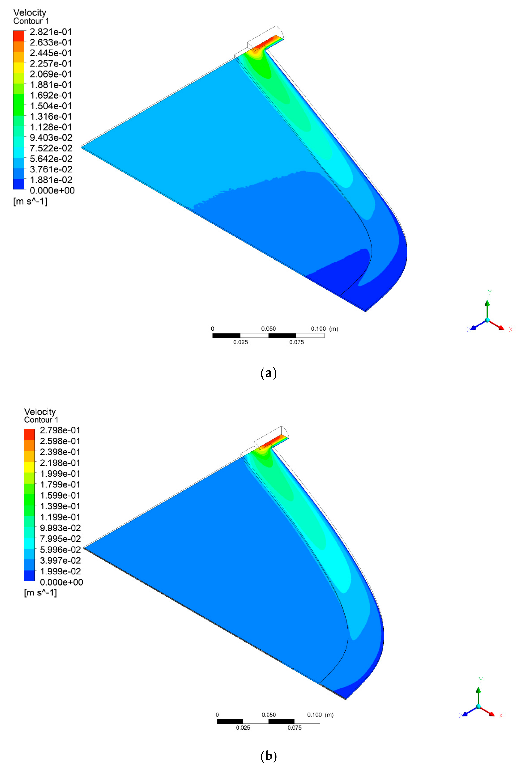 Velocity
Contour 1
2.821e-01
2.633e-01
2.445e-01
2.257e-01
2.069e-01
1.881e-01
1.692e-01
1.504e-01
1.316e-01
1.128e-01
9.403e-02
7.522e-02
5.642e-02
3.761e-02
1.881e-02
0.000e+00
[m s^-1]
0 0.050 0.100 (m)
0.025 0.075
(a)
Velocity
Contour 1
2.798e-01
2.598e-01
2.398e-01
2.198e-01
1.999e-01
1.799e-01
1.599e-01
1.399e-01
1.199e-01
9.993e-02
7.995e-02
5.996e-02
3.997e-02
1.999e-02
0.000e+00
[m s^-1]
0 0.050 0.100 (m)
0.025 0.075
(b)